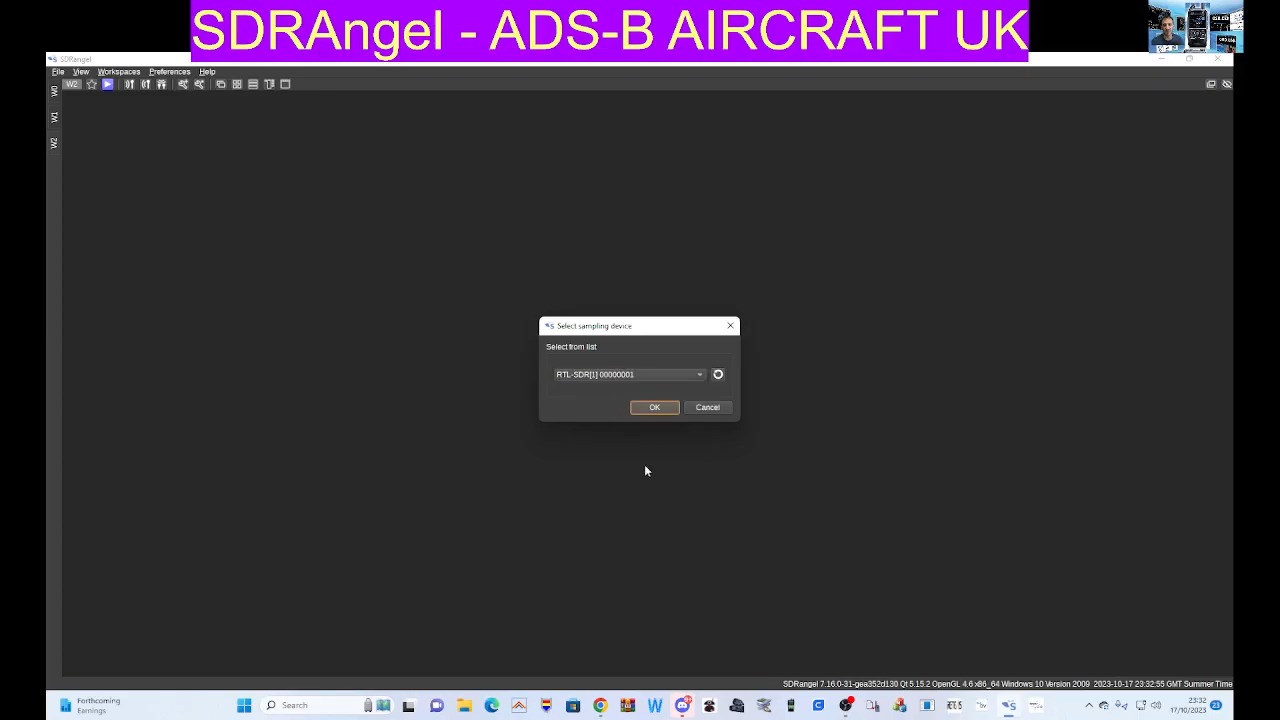 SDRAngel - ADS-B AIRCRAFT UK
SDRangel
File View Workspaces Preferences Help
W2
W0
W1
W2
Select sampling device
Select from list
RTL-SDR[1] 00000001
OK Cancel
SDRangel 7.16.0-31-gea352d130 Qt 5.15.2 OpenGL 4.6 x86_64 Windows 10 Version 2009 2023-10-17 23:32:55 GMT Summer Time
Forthcoming
Earnings
Search
23:32
17/10/2023